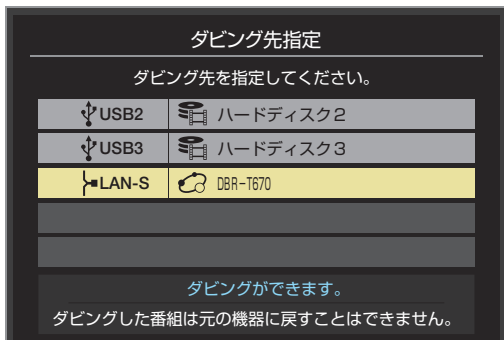 ダビング先指定
ダビング先を指定してください。
USB2 ハードディスク2
USB3 ハードディスク3
LAN-S DBR-T670
ダビングができます。
ダビングした番組は元の機器に戻すことはできません。